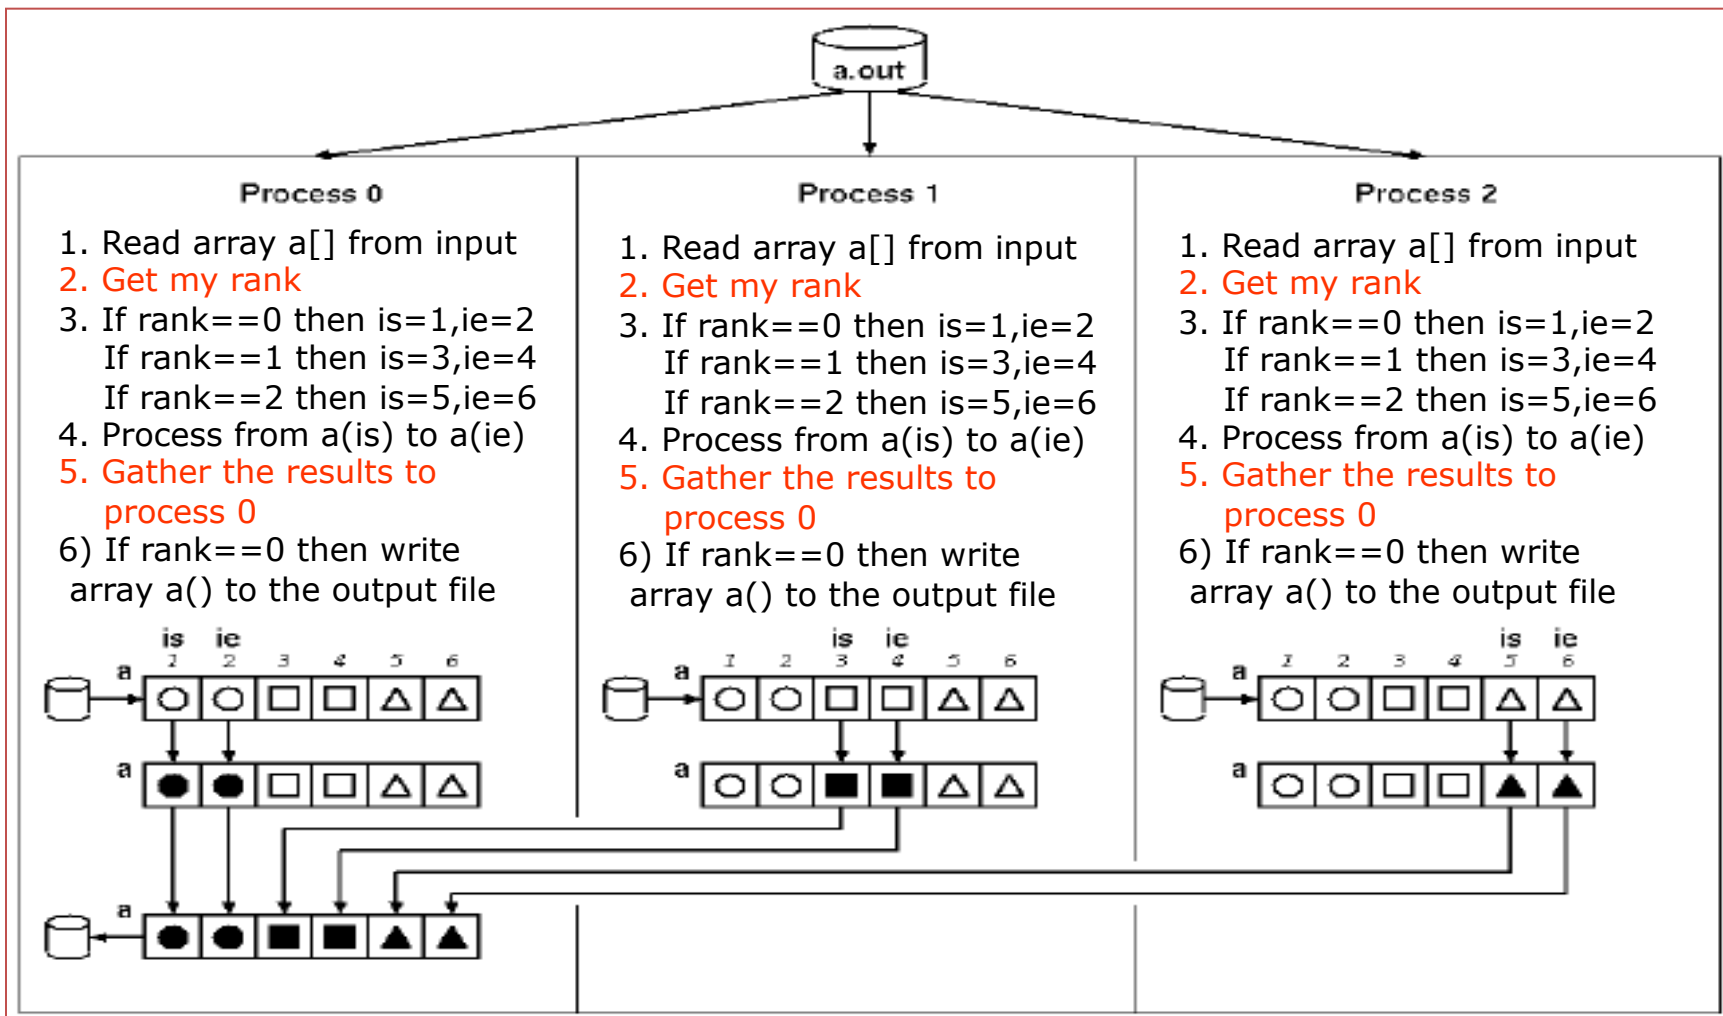 a.out
Process 0
1. Read array a[] from input
2. Get my rank
3. If rank==0 then is=1,ie=2
If rank==1 then is=3,ie=4
If rank==2 then is=5,ie=6
4. Process from a(is) to a(ie)
5. Gather the results to
process 0
6) If rank==0 then write
array a() to the output file
is ie
1 2 3 4 5 6
a
a
a
Process 1
1. Read array a[] from input
2. Get my rank
3. If rank==0 then is=1,ie=2
If rank==1 then is=3,ie=4
If rank==2 then is=5,ie=6
4. Process from a(is) to a(ie)
5. Gather the results to
process 0
6) If rank==0 then write
array a() to the output file
is ie
1 2 3 4 5 6
a
a
Process 2
1. Read array a[] from input
2. Get my rank
3. If rank==0 then is=1,ie=2
If rank==1 then is=3,ie=4
If rank==2 then is=5,ie=6
4. Process from a(is) to a(ie)
5. Gather the results to
process 0
6) If rank==0 then write
array a() to the output file
is ie
1 2 3 4 5 6
a
a